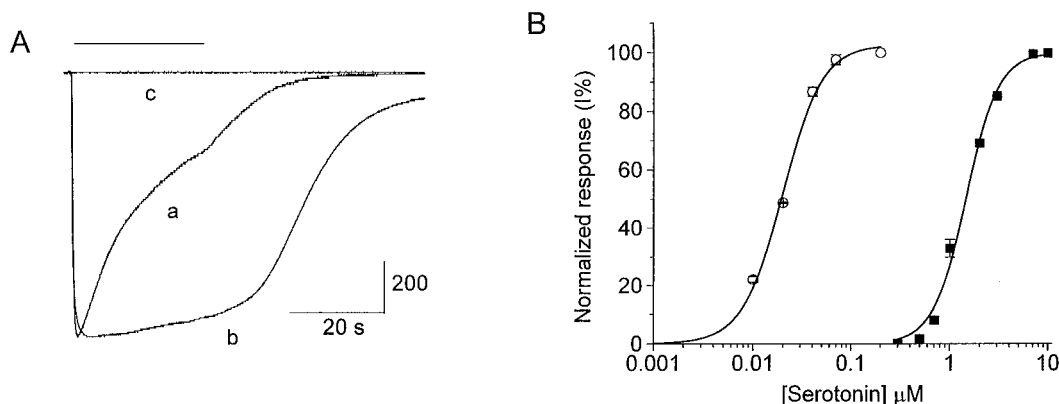 A
c
a
b
200
20 s
B
Normalized response (I%)
100
80
60
40
20
0
0.001
0.01
0.1
1
10
[Serotonin] μM